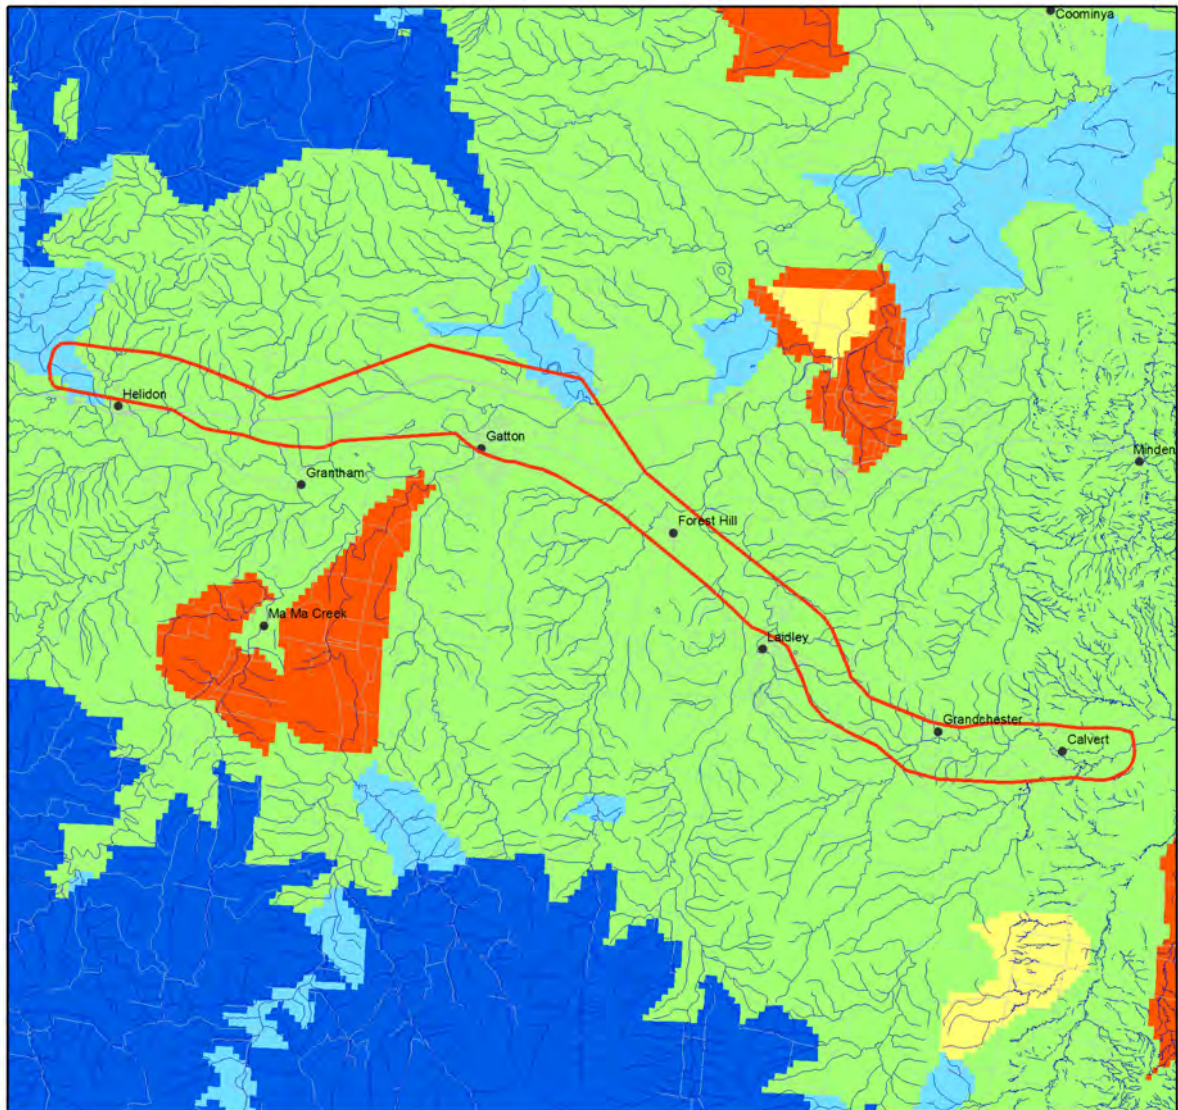 Coominya
Helidon
Gatton
Minden
Grantham
Forest Hill
Ma Ma Creek
Laidley
Grandchester
Calvert